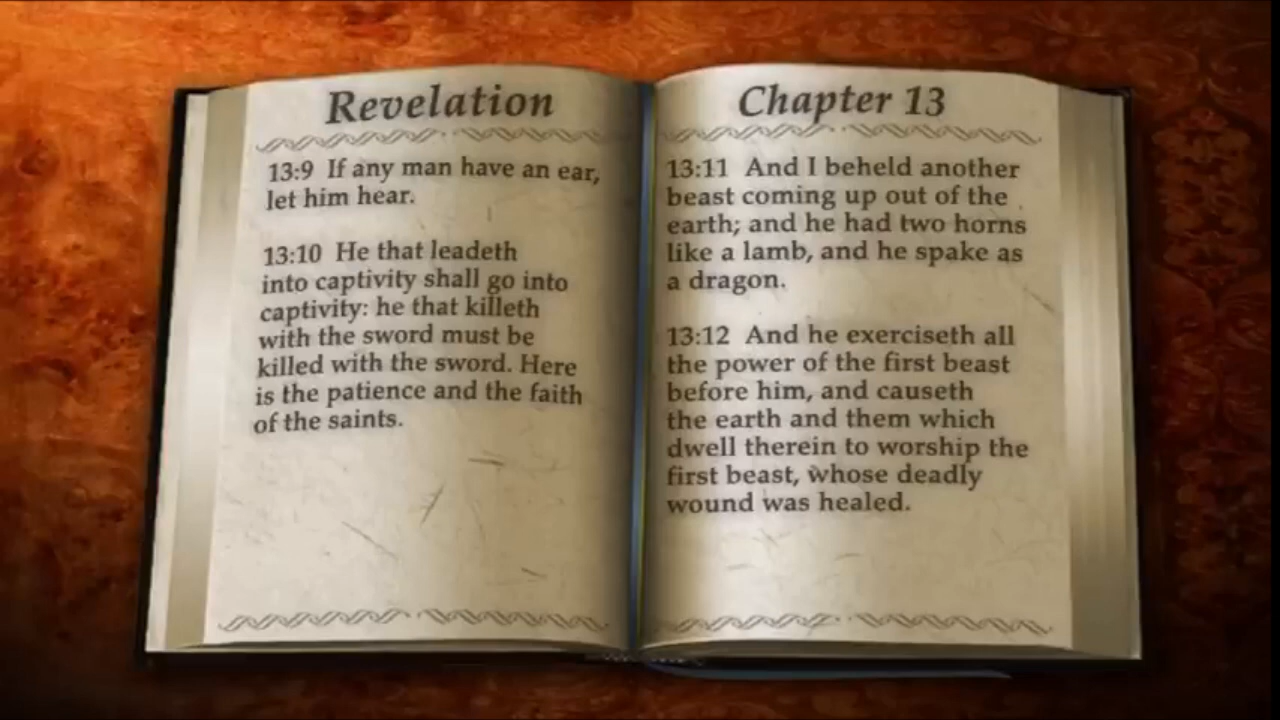 Revelation
13:9 If any man have an ear,
let him hear.
13:10 He that leadeth
into captivity shall go into
captivity: he that killeth
with the sword must be
killed with the sword. Here
is the patience and the faith
of the saints.
Chapter 13
13:11 And I beheld another
beast coming up out of the
earth; and he had two horns
like a lamb, and he spake as
a dragon.
13:12 And he exerciseth all
the power of the first beast
before him, and causeth
the earth and them which
dwell therein to worship the
first beast, whose deadly
wound was healed.